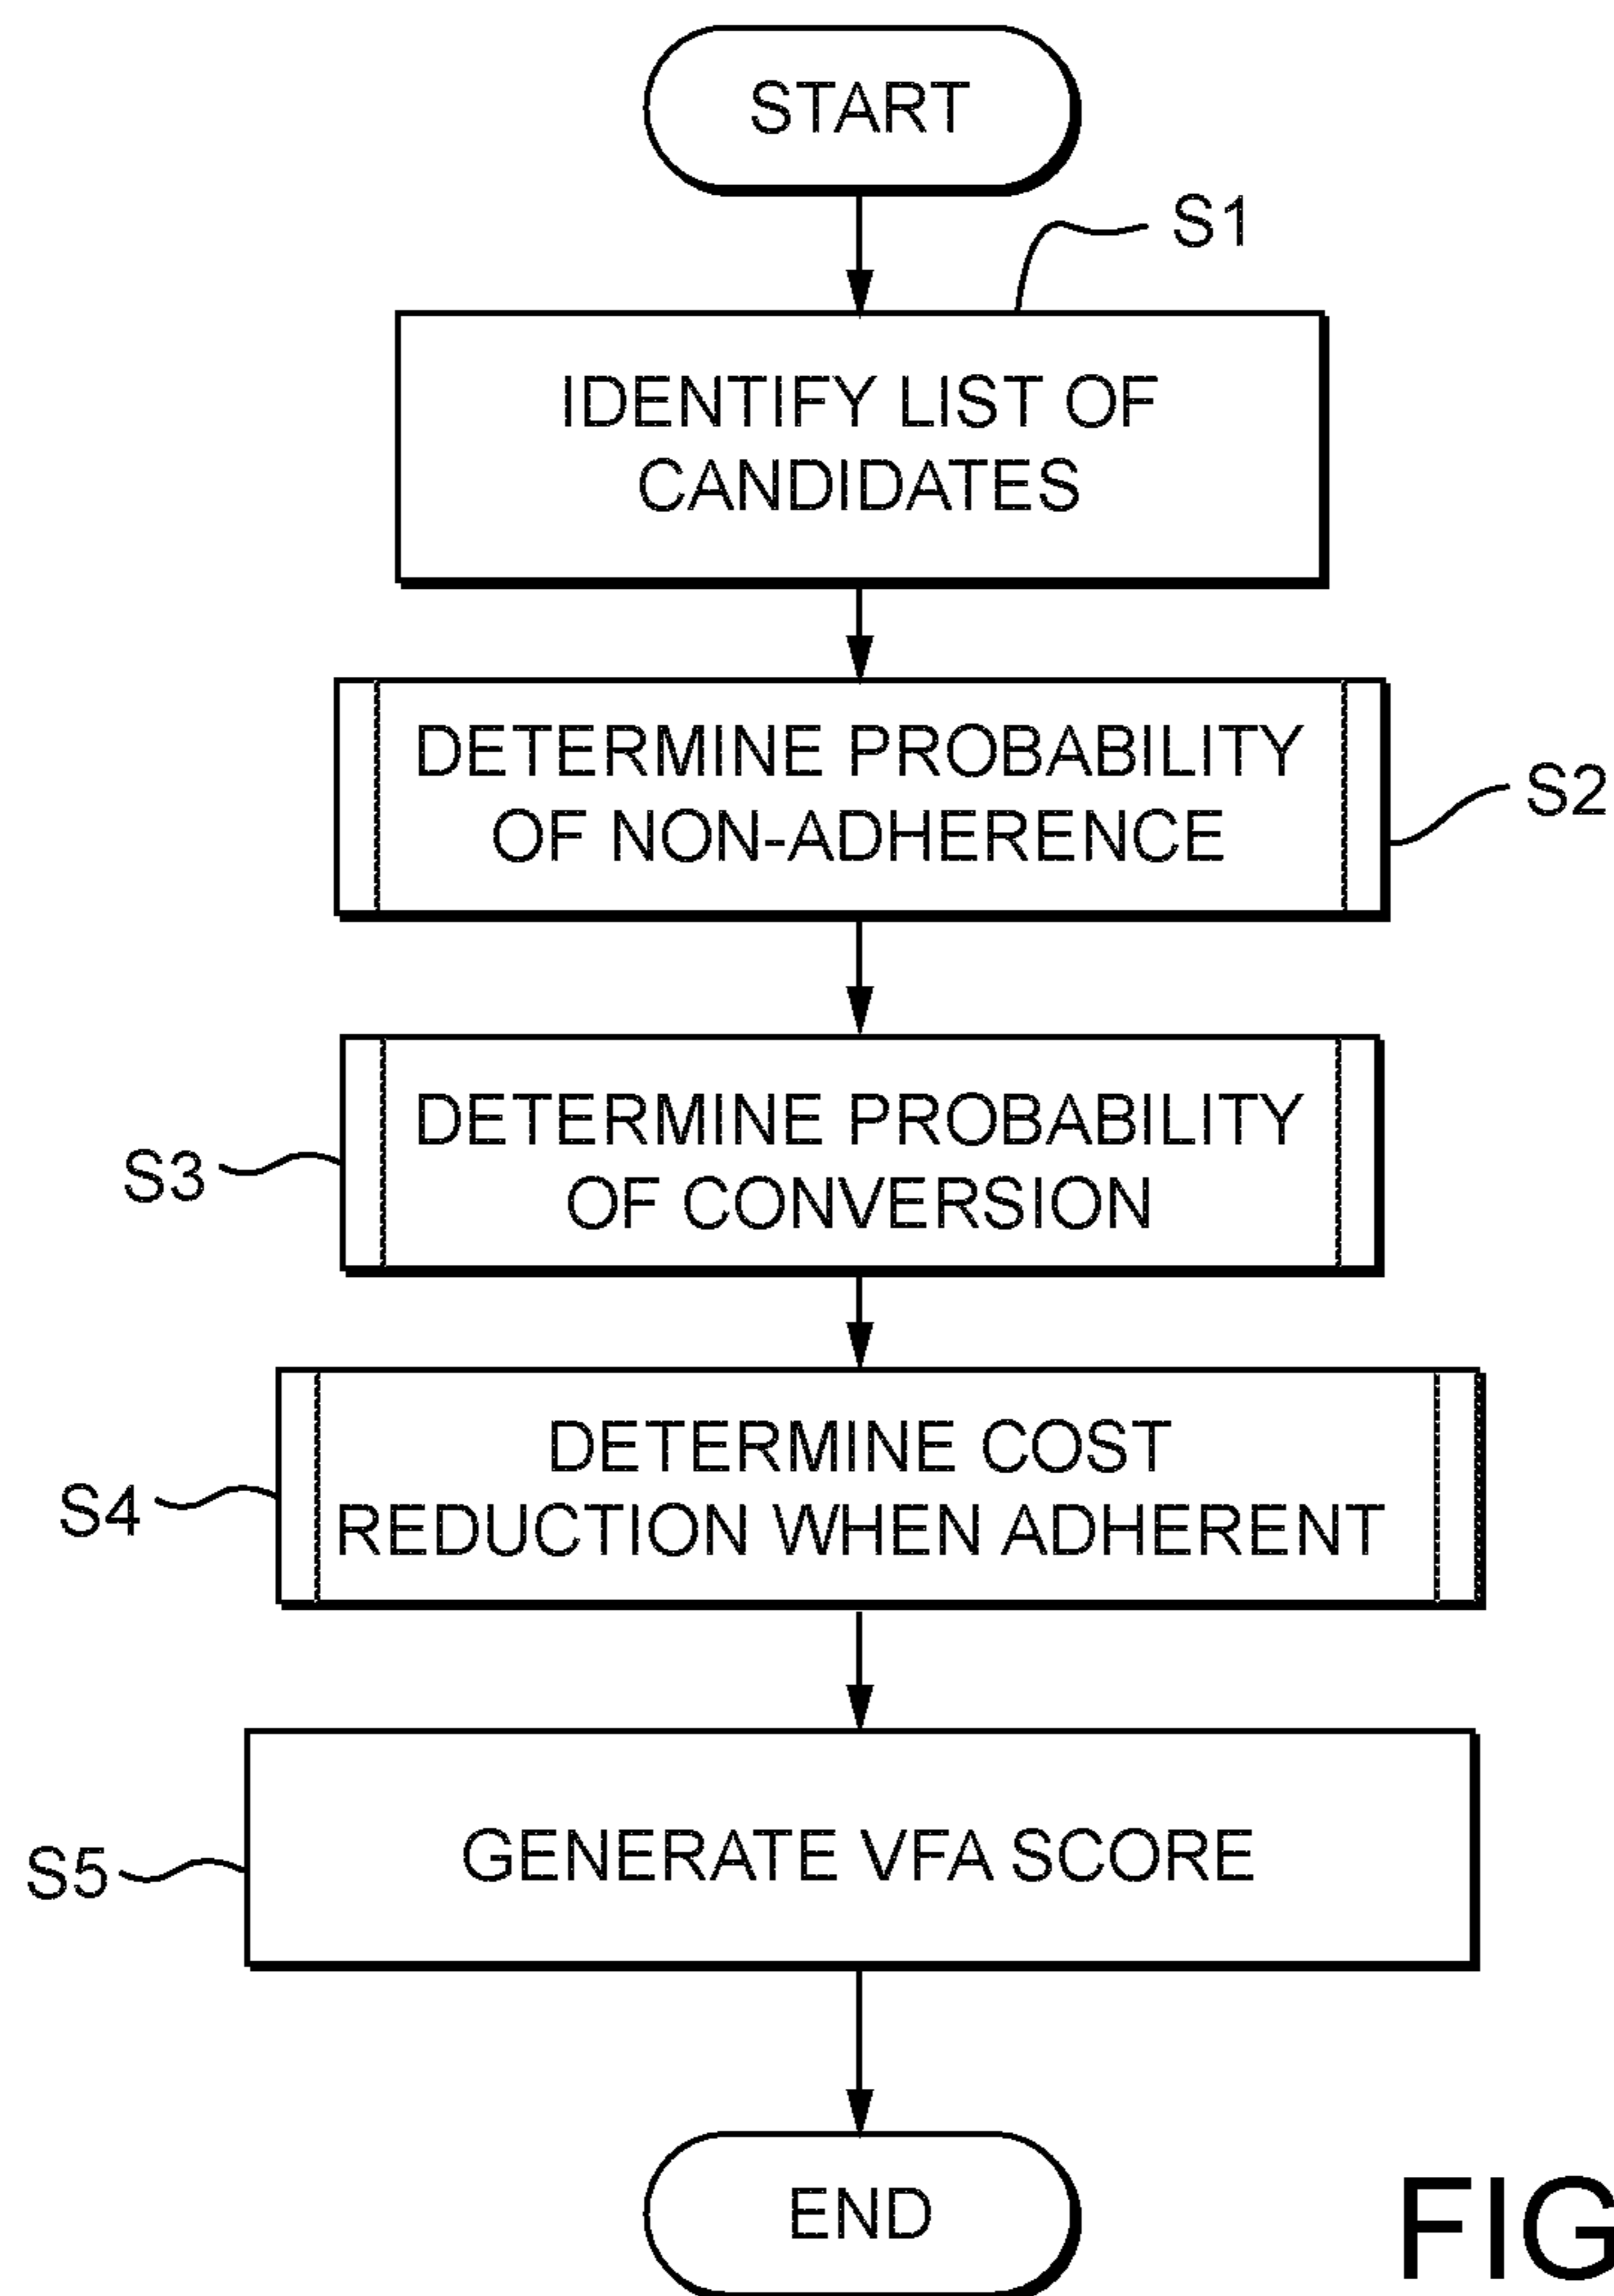 START
S1
IDENTIFY LIST OF
CANDIDATES
DETERMINE PROBABILITY
OF NON-ADHERENCE
S2
DETERMINE PROBABILITY
OF CONVERSION
S3
DETERMINE COST
REDUCTION WHEN ADHERENT
S4
GENERATE VFA SCORE
S5
END
FIG